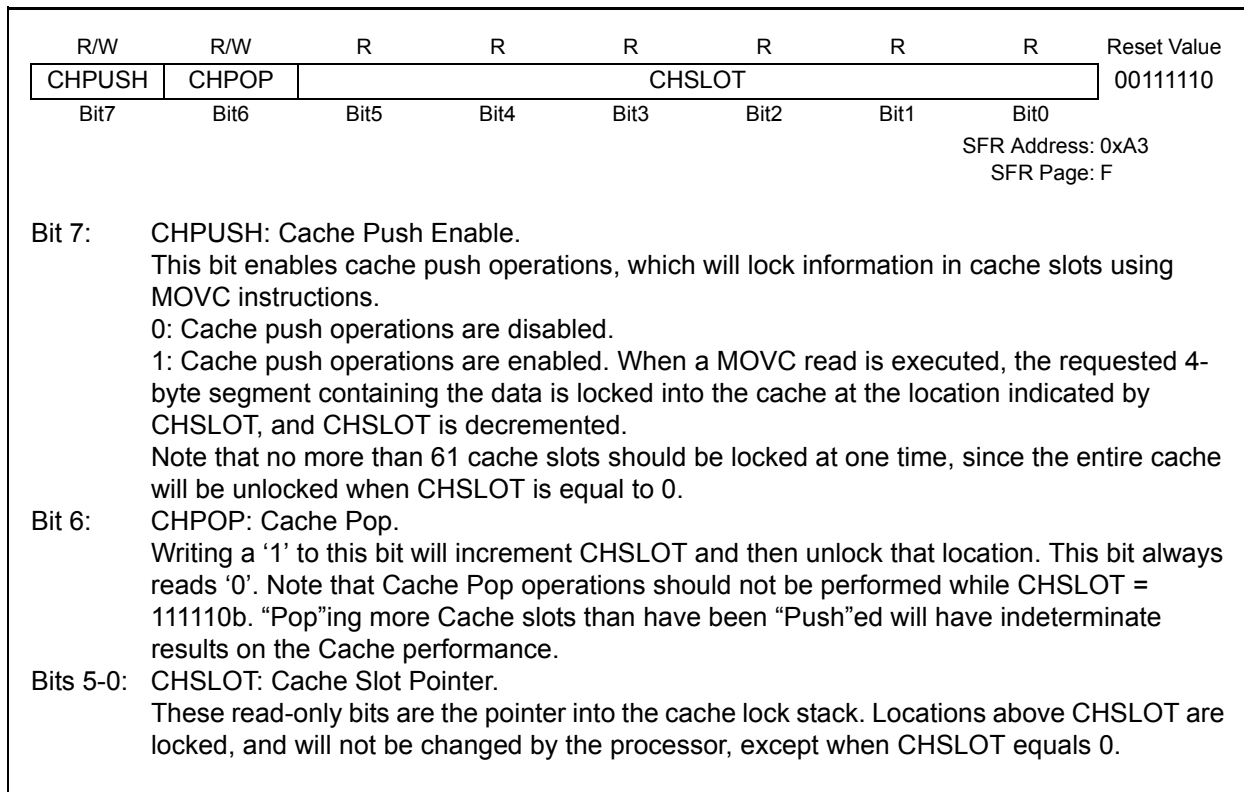 R/W R/W R R R R R R Reset Value
CHPUSH CHPOP CHSLOT 00111110
Bit7 Bit6 Bit5 Bit4 Bit3 Bit2 Bit1 Bit0
SFR Address: 0xA3
SFR Page: F
Bit 7: CHPUSH: Cache Push Enable.
This bit enables cache push operations, which will lock information in cache slots using
MOVC instructions.
0: Cache push operations are disabled.
1: Cache push operations are enabled. When a MOVC read is executed, the requested 4-
byte segment containing the data is locked into the cache at the location indicated by
CHSLOT, and CHSLOT is decremented.
Note that no more than 61 cache slots should be locked at one time, since the entire cache
will be unlocked when CHSLOT is equal to 0.
Bit 6: CHPOP: Cache Pop.
Writing a ‘1’ to this bit will increment CHSLOT and then unlock that location. This bit always
reads ‘0’. Note that Cache Pop operations should not be performed while CHSLOT =
111110b. “Pop”ing more Cache slots than have been “Push”ed will have indeterminate
results on the Cache performance.
Bits 5-0: CHSLOT: Cache Slot Pointer.
These read-only bits are the pointer into the cache lock stack. Locations above CHSLOT are
locked, and will not be changed by the processor, except when CHSLOT equals 0.